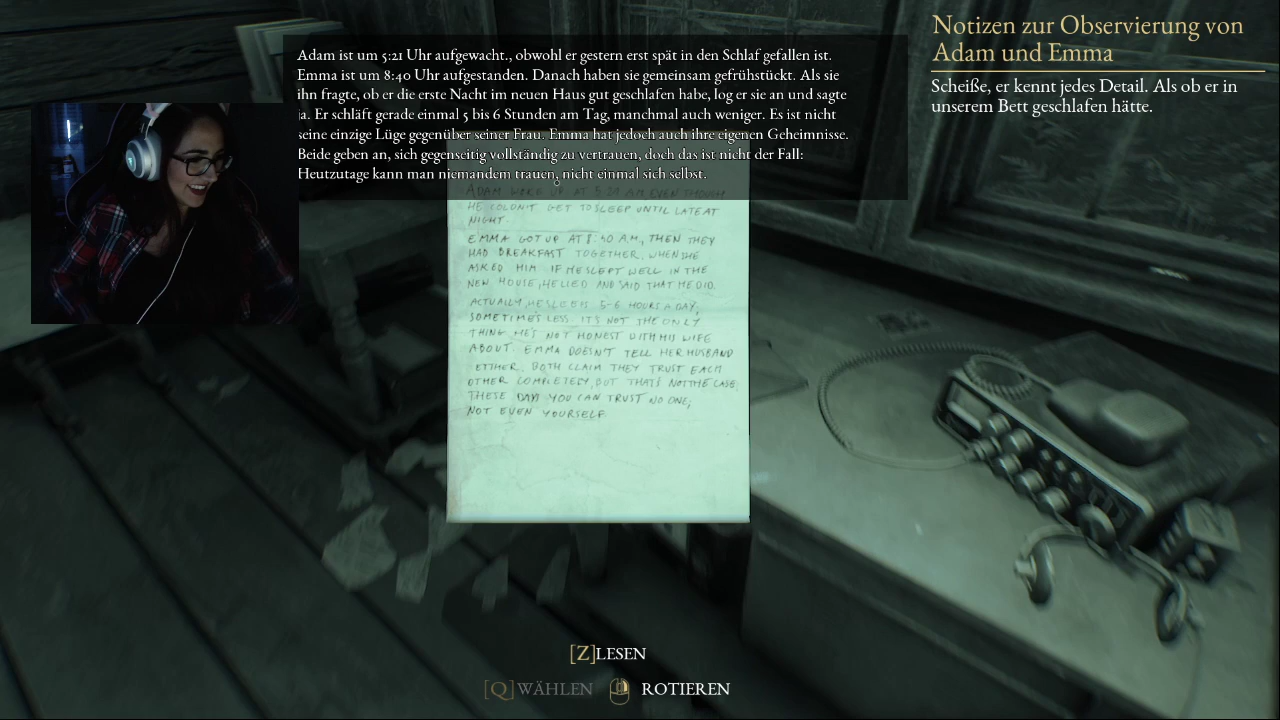 Notizen zur Observierung von
Adam und Emma
Scheiße, er kennt jedes Detail. Als ob er in
unserem Bett geschlafen hätte.
Adam ist um 5:21 Uhr aufgewacht., obwohl er gestern erst spät in den Schlaf gefallen ist.
Emma ist um 8:40 Uhr aufgestanden. Danach haben sie gemeinsam gefrühstückt. Als sie
ihn fragte, ob er die erste Nacht im neuen Haus gut geschlafen habe, log er sie an und sagte
ja. Er schläft gerade einmal 5 bis 6 Stunden am Tag, manchmal auch weniger. Es ist nicht
seine einzige Lüge gegenüber seiner Frau. Emma hat jedoch auch ihre eigenen Geheimnisse.
Beide geben an, sich gegenseitig vollständig zu vertrauen, doch das ist nicht der Fall:
Heutzutage kann man niemandem trauen, nicht einmal sich selbst.
ADAM WOKE UP AT AM EVEN THOUGH
HE GET TO SLEEP UNTIL LATE AT
NIGHT.
EMMA GOT UP AT A.M., THEN THEY
HAD BREAKFAST TOGETHER. WHEN SHE
ASKED HIM IF HE SLEPT WELL IN THE
NEW HOUSE, HE LIED AND SAID THAT HE DID.
ACTUALLY, HE SLEEPS 5-6 HOURS A DAY,
SOMETIMES LESS. IT'S NOT THE ONLY
THING HE'S NOT HONEST WITH HIS WIFE
ABOUT. EMMA DOESN'T TELL HER HUSBAND
EITHER. BOTH CLAIM THEY TRUST EACH
OTHER COMPLETELY, BUT THAT'S NOT THE CASE.
THESE DAYS YOU CAN TRUST NO ONE,
NOT EVEN YOURSELF
[Z]LESEN
[Q]WÄHLEN ROTIEREN